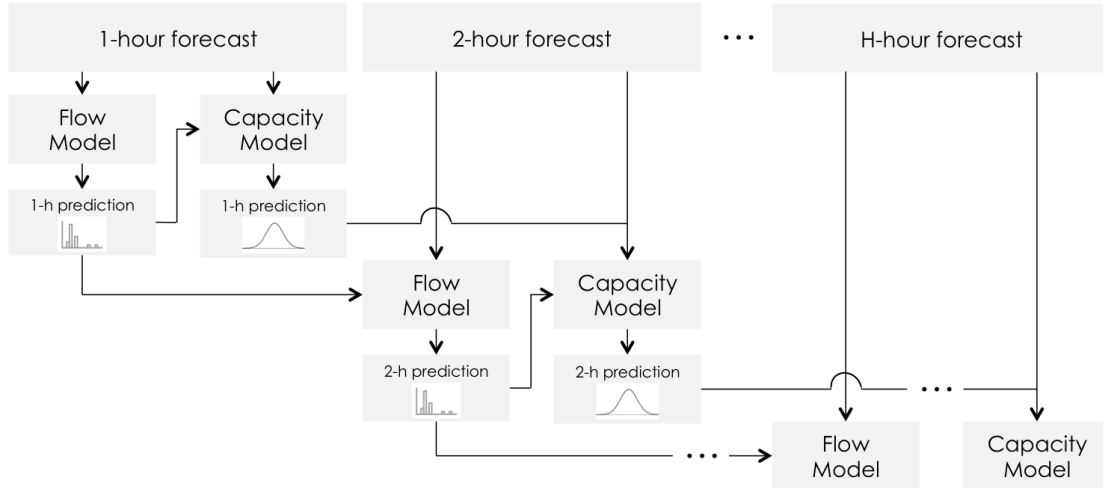 1-hour forecast
2-hour forecast
•••
H-hour forecast
Flow
Model
Capacity
Model
1-h prediction
1-h prediction
Flow
Model
Capacity
Model
2-h prediction
2-h prediction
•••
•••
Flow
Model
Capacity
Model